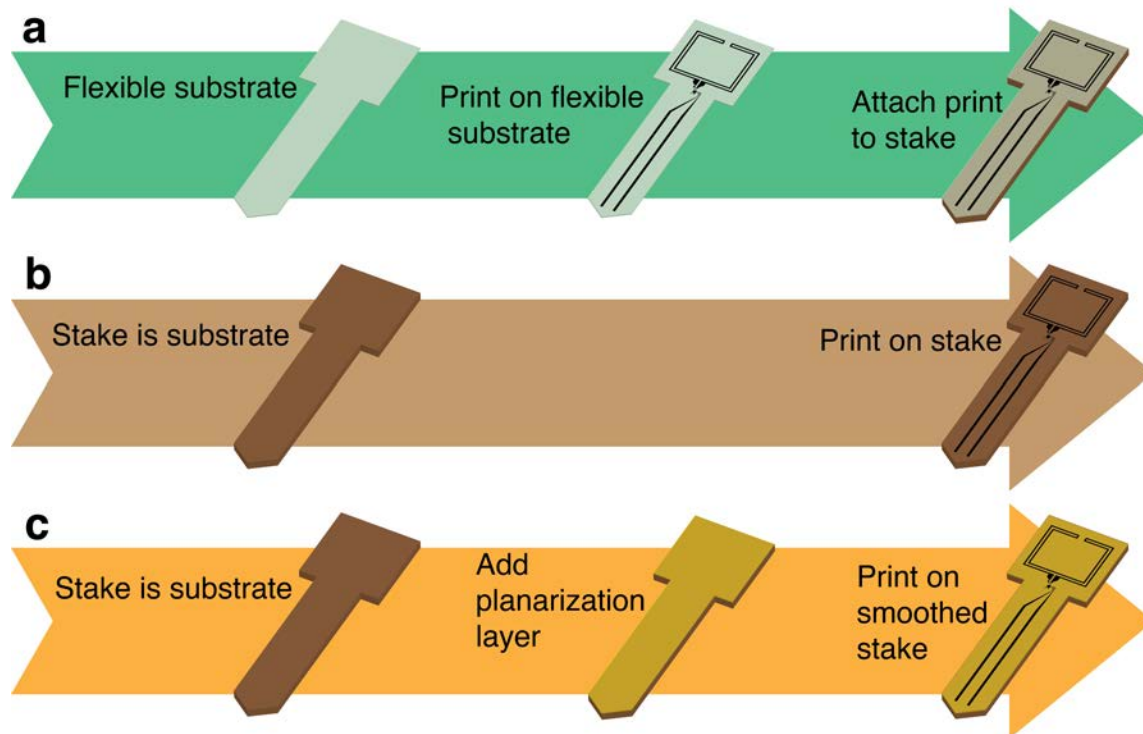 a
Flexible substrate
Print on flexible
substrate
Attach print
to stake
b
Stake is substrate
Print on stake
c
Stake is substrate
Add
planarization
layer
Print on
smoothed
stake